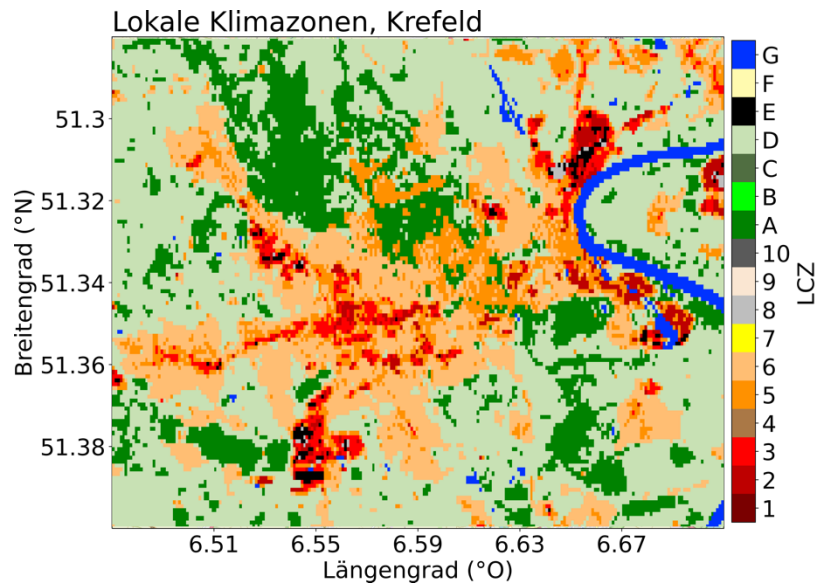 Lokale Klimazonen, Krefeld
G
F
E
D
C
B
A
10
9
8
7
6
5
4
3
2
1
LCZ
51.3
51.32
51.34
51.36
51.38
Breitengrad (°N)
6.51
6.55
6.59
6.63
6.67
Längengrad (°O)